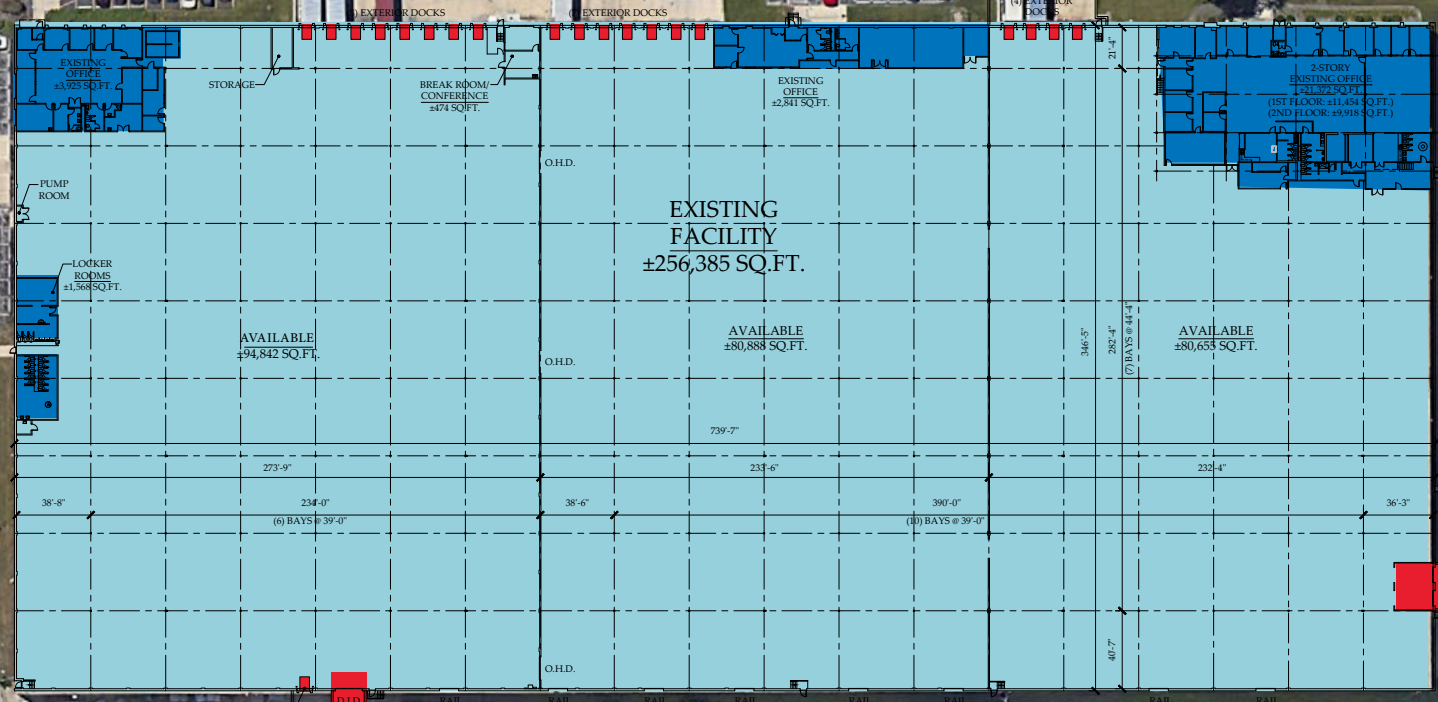 EXTERIOR DOCKS
EXTERIOR DOCKS
(4) EXTERIOR
DOCKS
EXISTING
OFFICE
±3,925 SQ.FT.
STORAGE
BREAK ROOM/
CONFERENCE
±474 SQ.FT.
EXISTING
OFFICE
±2,841 SQ.FT.
21'-4"
2-STORY
EXISTING OFFICE
±21,372 SQ.FT.
(1ST FLOOR: ±11,454 SQ.FT.)
(2ND FLOOR: ±9,918 SQ.FT.)
O.H.D.
PUMP
ROOM
EXISTING
FACILITY
±256,385 SQ.FT.
LOCKER
ROOMS
±1,568 SQ.FT.
AVAILABLE
±94,842 SQ.FT.
AVAILABLE
±80,888 SQ.FT.
346'-5"
282'-4"
(7) BAYS @ 44'-4"
AVAILABLE
±80,655 SQ.FT.
O.H.D.
739'-7"
273'-9"
233'-6"
232'-4"
38'-8"
234'-0"
38'-6"
390'-0"
36'-3"
(6) BAYS @ 39'-0"
(10) BAYS @ 39'-0"
40'-7"
O.H.D.
D.I.D.
RAIL
RAIL
RAIL
RAIL
RAIL
RAIL
RAIL
RAIL